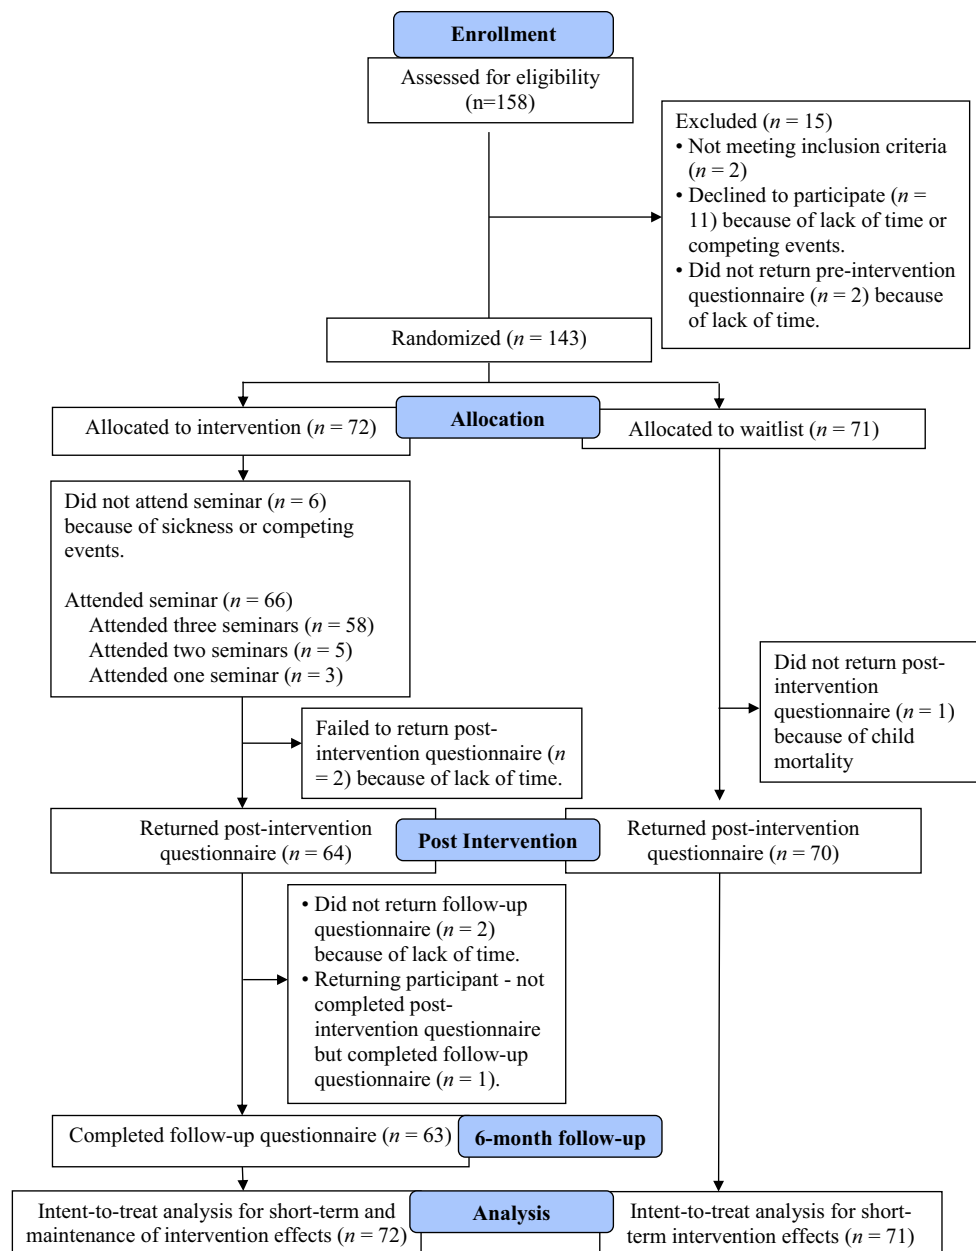 Enrollment
Assessed for eligibility
(n=158)
Excluded (n = 15)
• Not meeting inclusion criteria
(n = 2)
• Declined to participate (n =
11) because of lack of time or
competing events.
• Did not return pre-intervention
questionnaire (n = 2) because
of lack of time.
Randomized (n = 143)
Allocation
Allocated to intervention (n = 72)
Allocated to waitlist (n = 71)
Did not attend seminar (n = 6)
because of sickness or competing
events.
Attended seminar (n = 66)
Attended three seminars (n = 58)
Attended two seminars (n = 5)
Attended one seminar (n = 3)
Did not return post-
intervention
questionnaire (n = 1)
because of child
mortality
Failed to return post-
intervention questionnaire (n
= 2) because of lack of time.
Post Intervention
Returned post-intervention
questionnaire (n = 64)
Returned post-intervention
questionnaire (n = 70)
• Did not return follow-up
questionnaire (n = 2)
because of lack of time.
• Returning participant - not
completed post-
intervention questionnaire
but completed follow-up
questionnaire (n = 1).
Completed follow-up questionnaire (n = 63)
6-month follow-up
Analysis
Intent-to-treat analysis for short-term and
maintenance of intervention effects (n = 72)
Intent-to-treat analysis for short-
term intervention effects (n = 71)